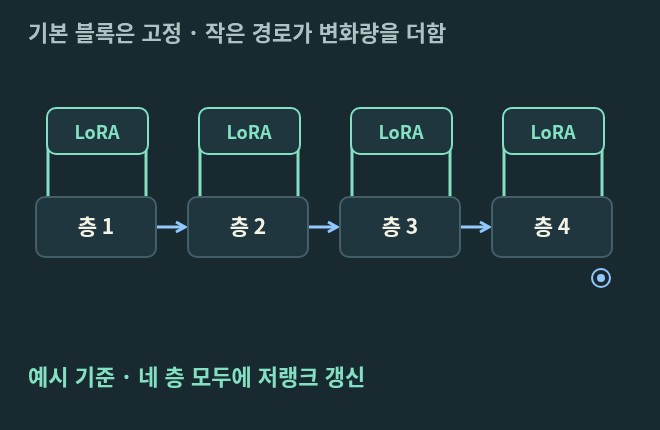 기본 블록은 고정 · 작은 경로가 변화량을 더함
LoRA LoRA LoRA LoRA
층 1 층 2 층 3 층 4
예시 기준 · 네 층 모두에 저랭크 갱신